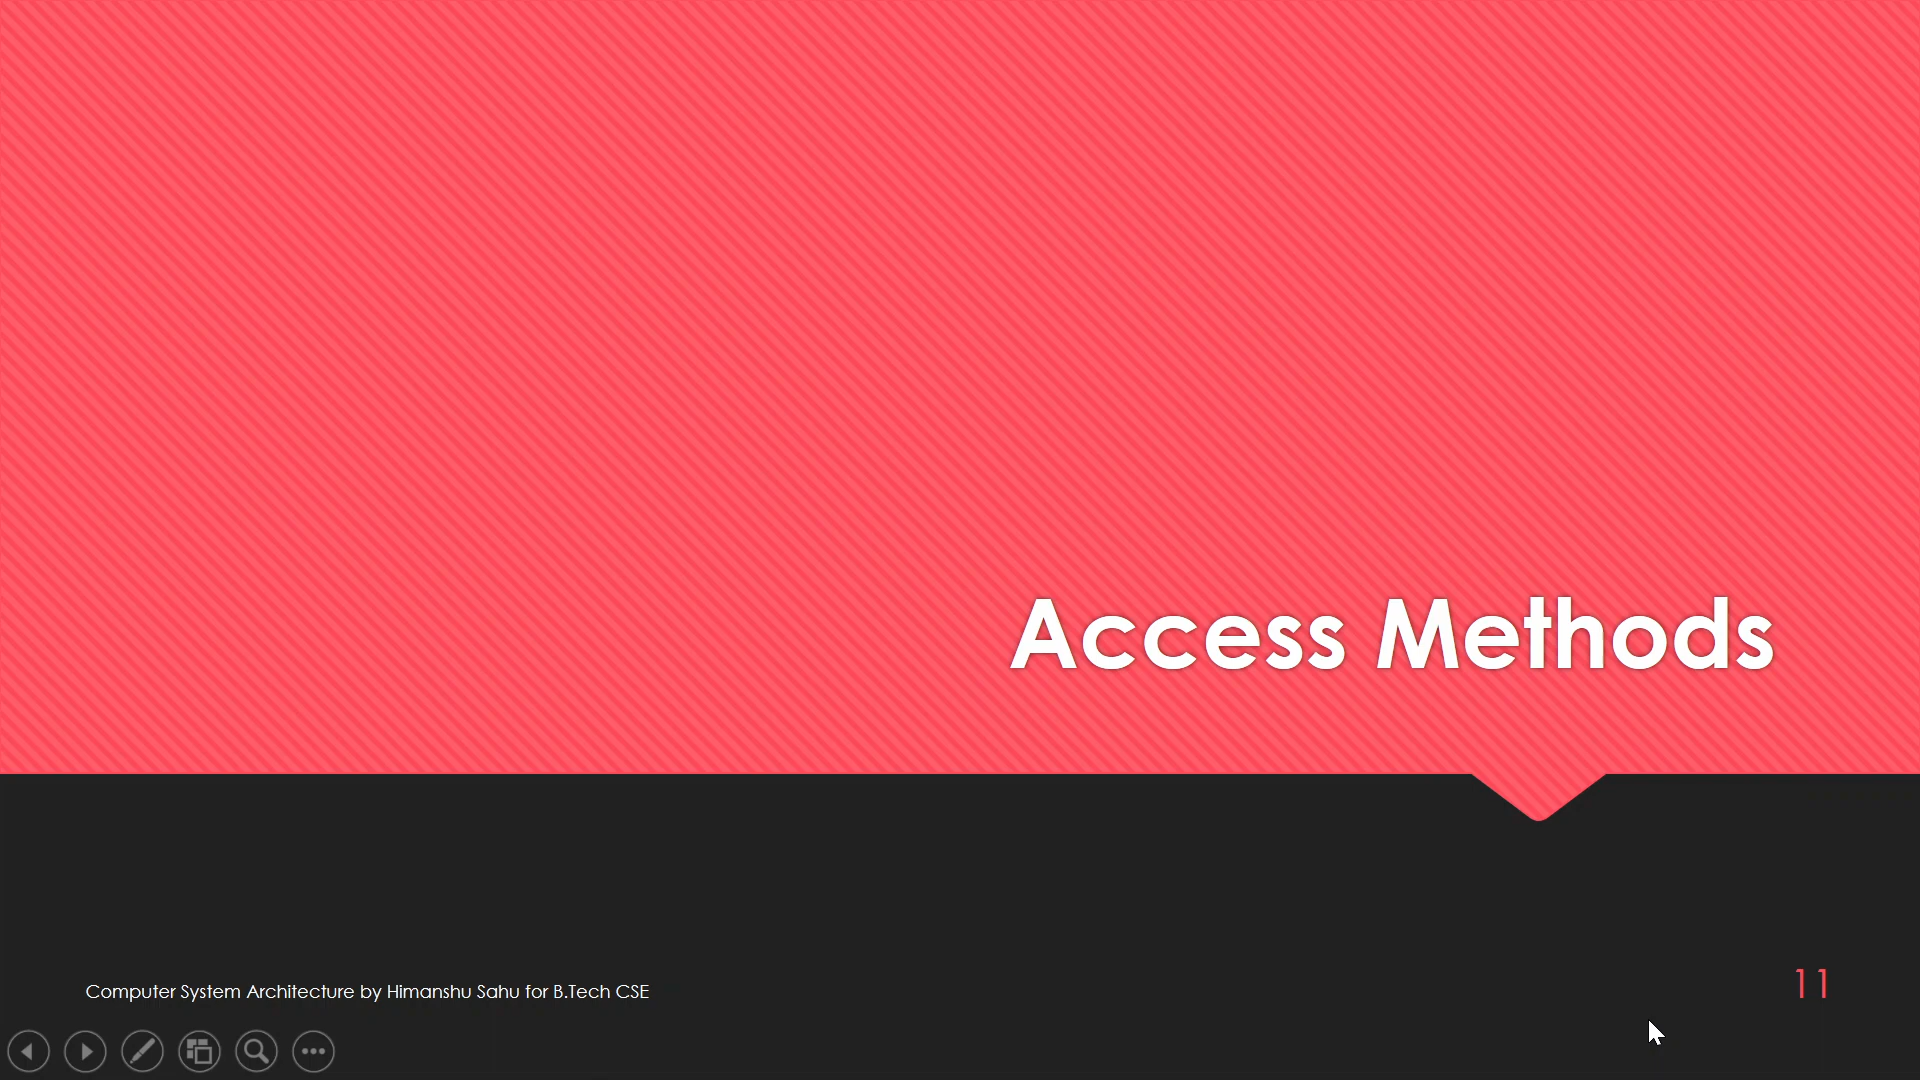 Access Methods
Computer System Architecture by Himanshu Sahu for B.Tech CSE
11